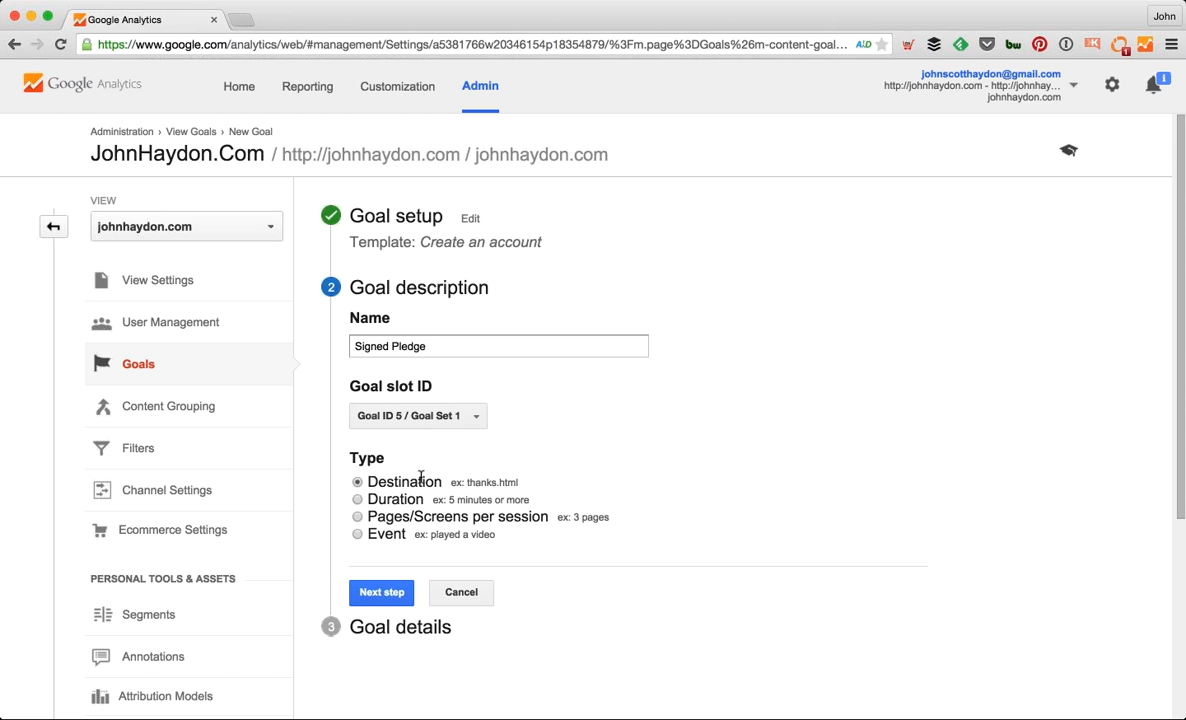 Google Analytics
John
https://www.google.com/analytics/web/#management/Settings/a5381766w20346154p18354879/%3Fm.page%3DGoals%26m-content-goal...
bw
1
Google Analytics
Home
Reporting
Customization
Admin
johnscotthaydon@gmail.com
http://johnhaydon.com - http://johnhay...
johnhaydon.com
Administration › View Goals › New Goal
JohnHaydon.Com / http://johnhaydon.com / johnhaydon.com
VIEW
johnhaydon.com
View Settings
User Management
Goals
Content Grouping
Filters
Channel Settings
Ecommerce Settings
PERSONAL TOOLS & ASSETS
Segments
Annotations
Attribution Models
Goal setup Edit
Template: Create an account
2 Goal description
Name
Signed Pledge
Goal slot ID
Goal ID 5 / Goal Set 1
Type
Destination ex: thanks.html
Duration ex: 5 minutes or more
Pages/Screens per session ex: 3 pages
Event ex: played a video
Next step Cancel
3 Goal details